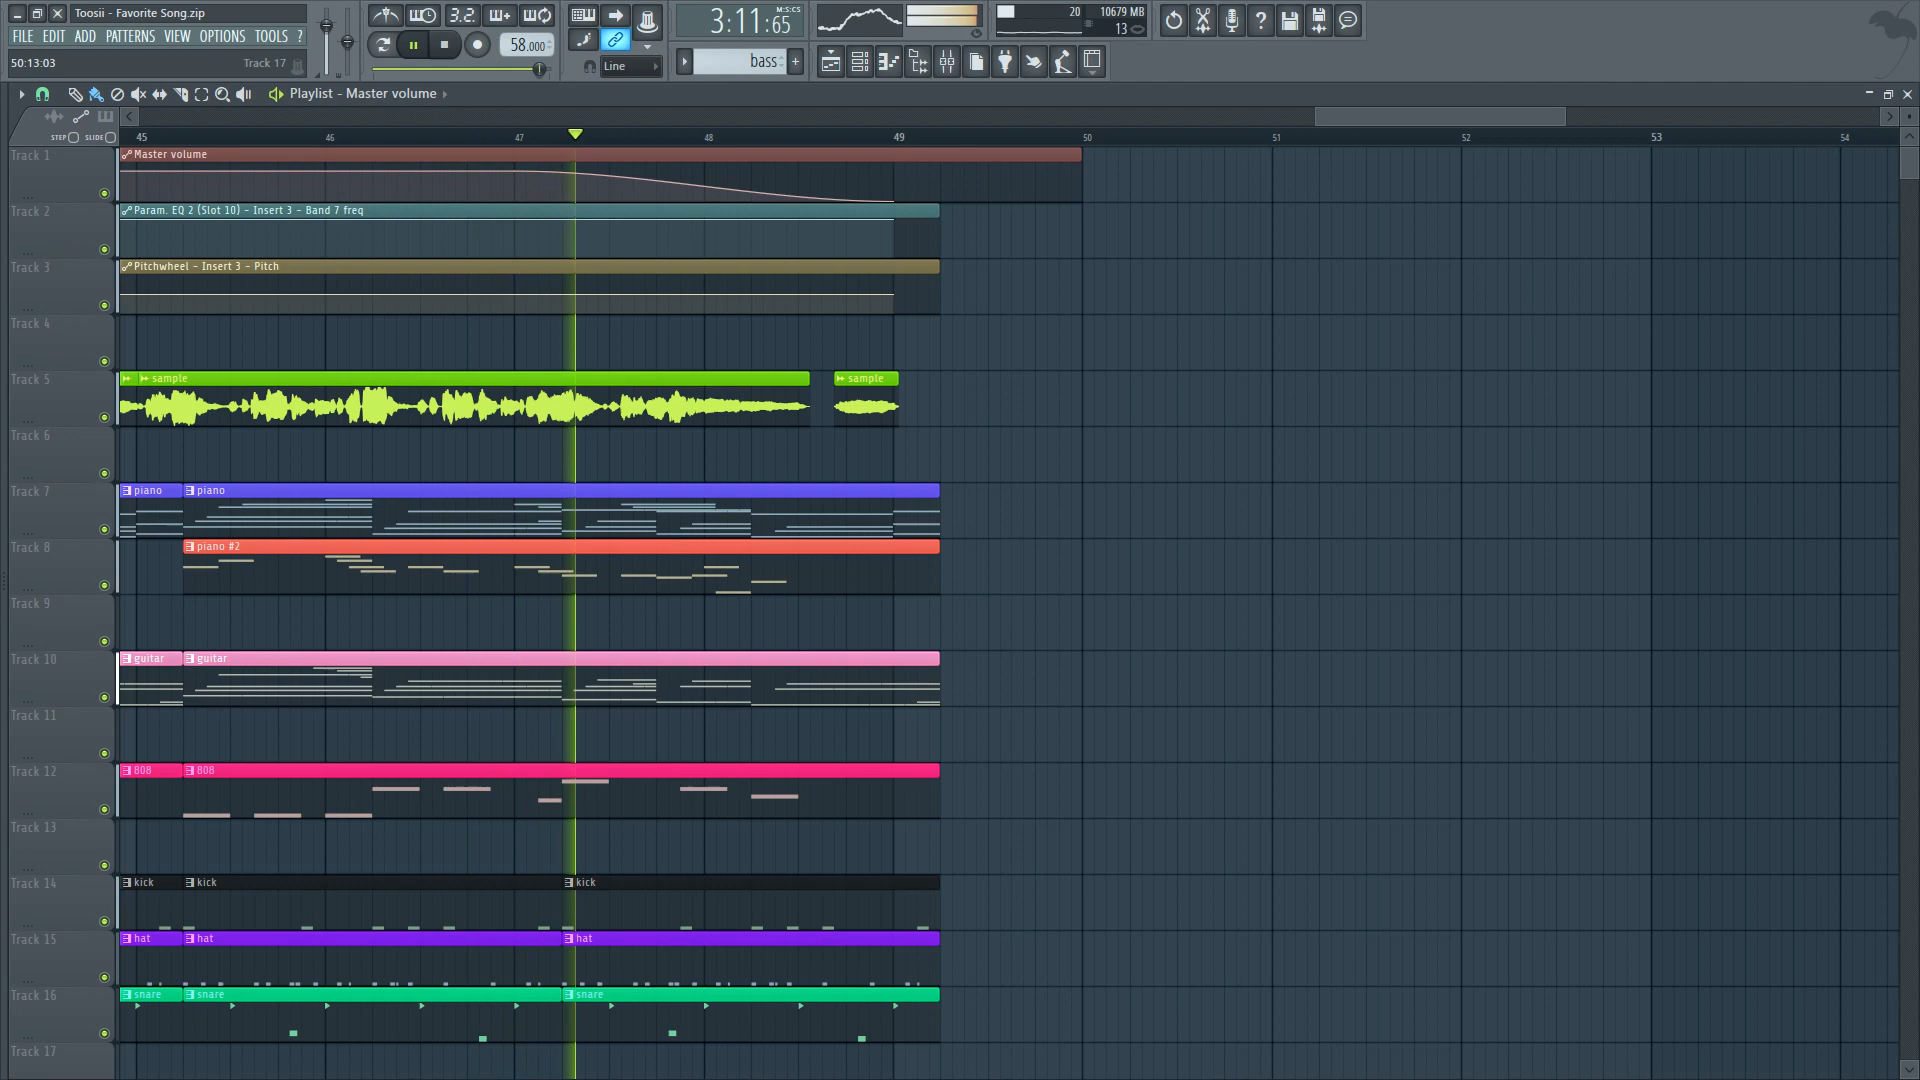 Toosii - Favorite Song.zip
FILE EDIT ADD PATTERNS VIEW OPTIONS TOOLS ?
50:13:03 Track 17
3.2.
58.000
Line
3:11:65 M:S:CS
bass
20 10679 MB
13
Playlist - Master volume
STEP SLIDE
45 46 47 48 49 50 51 52 53 54
Track 1
Master volume
Track 2
Param. EQ 2 (Slot 10) - Insert 3 - Band 7 freq
Track 3
Pitchwheel - Insert 3 - Pitch
Track 4
Track 5
sample sample
Track 6
Track 7
piano piano
Track 8
piano #2
Track 9
Track 10
guitar guitar
Track 11
Track 12
808 808
Track 13
Track 14
kick kick kick
Track 15
hat hat hat
Track 16
snare snare snare
Track 17